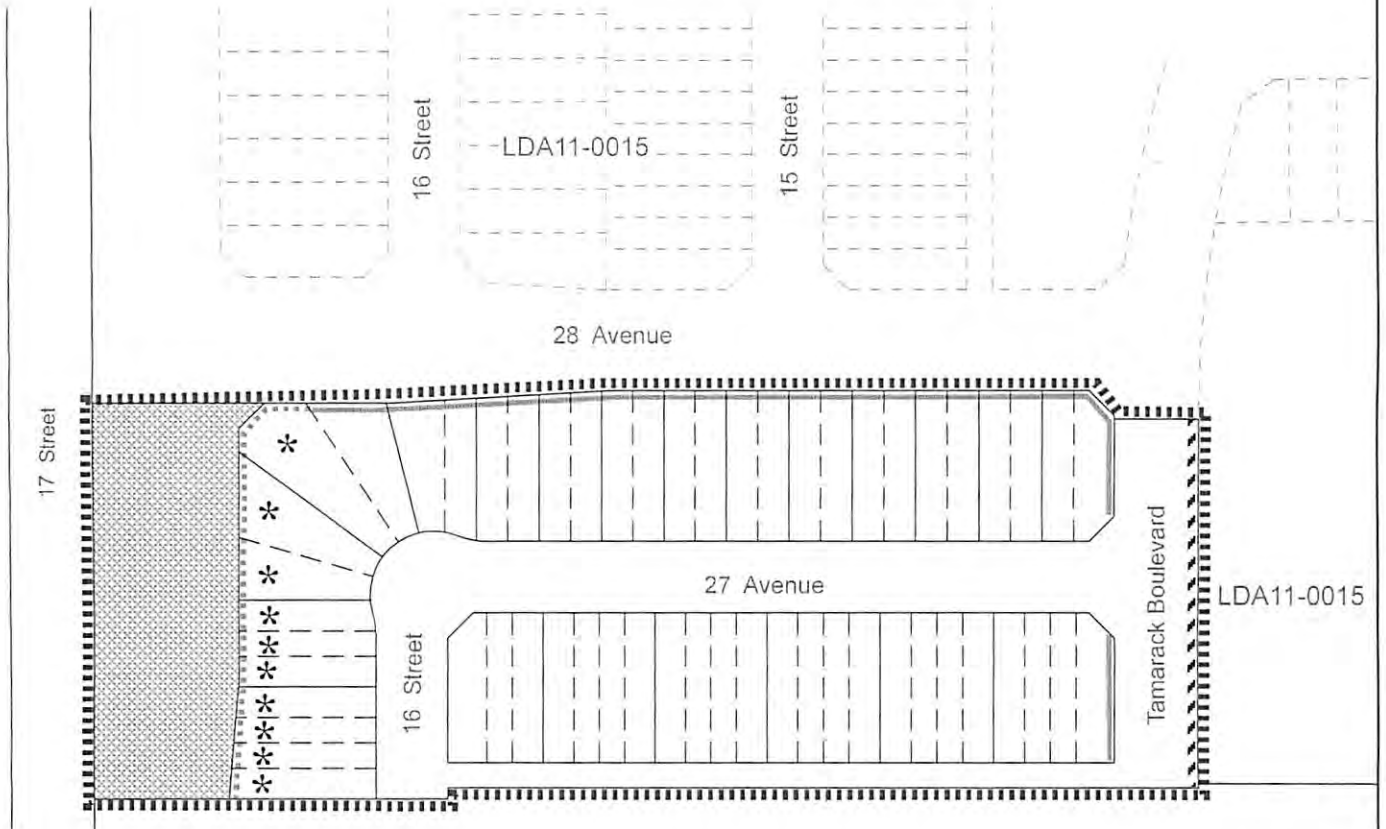 16 Street
LDA11-0015
15 Street
28 Avenue
17 Street
*
*
*
*
*
*
*
*
*
*
27 Avenue
16 Street
Tamarack Boulevard
LDA11-0015